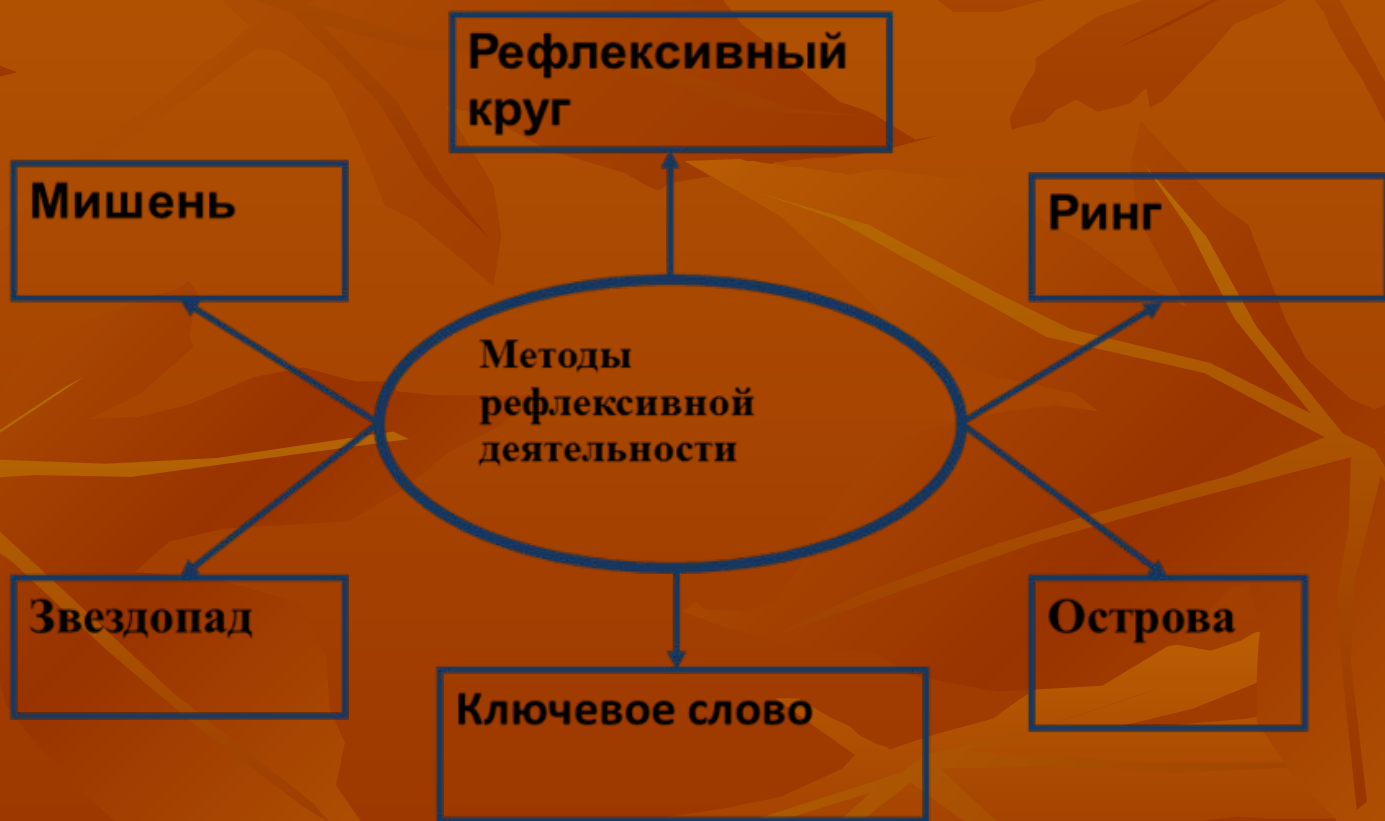 Рефлексивный
круг
Мишень
Ринг
Методы
рефлексивной
деятельности
Звездопад
Острова
Ключевое слово